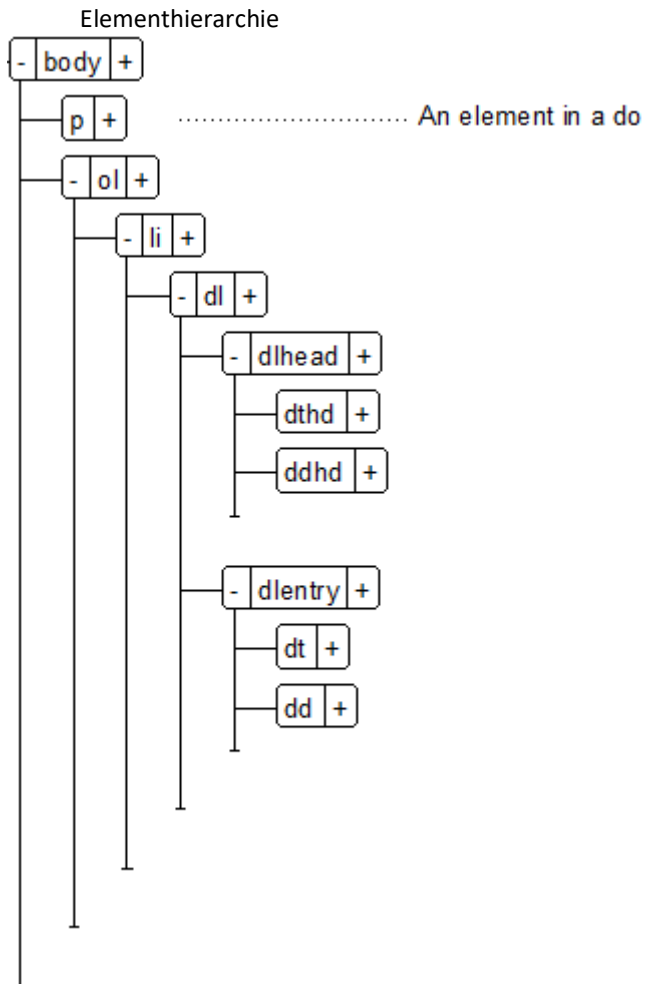 Elementhierarchie
- body +
p + An element in a do
- ol +
- li +
- dl +
- dlhead +
dthd +
ddhd +
- dlentry +
dt +
dd +